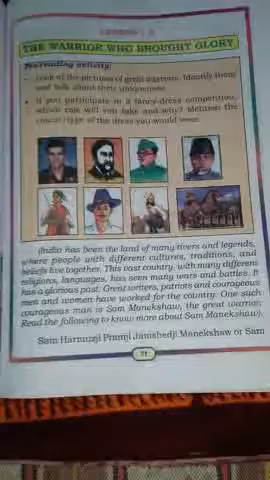 THE WARRIOR WHO BROUGHT GLORY
Pre-reading activity:
Look at the pictures of great
Identify them
and talk about their uniqueness.
If you participate in a fancy-dress competition,
which role will you take and why? Mention the
of the dress you would wear.
(India has been the land of many rivers and legends,
where people with different cultures, traditions, and
beliefs live together. This vast country, with many different
religions, languages, has seen many wars and battles. It
has a glorious past. Great writers, patriots and courageous
men and women have worked for the country. One such
courageous man is Sam Manekshaw, the great warrior.
Read the following to know more about Sam Manekshaw).
Sam Jamshedji Manekshaw or Sam